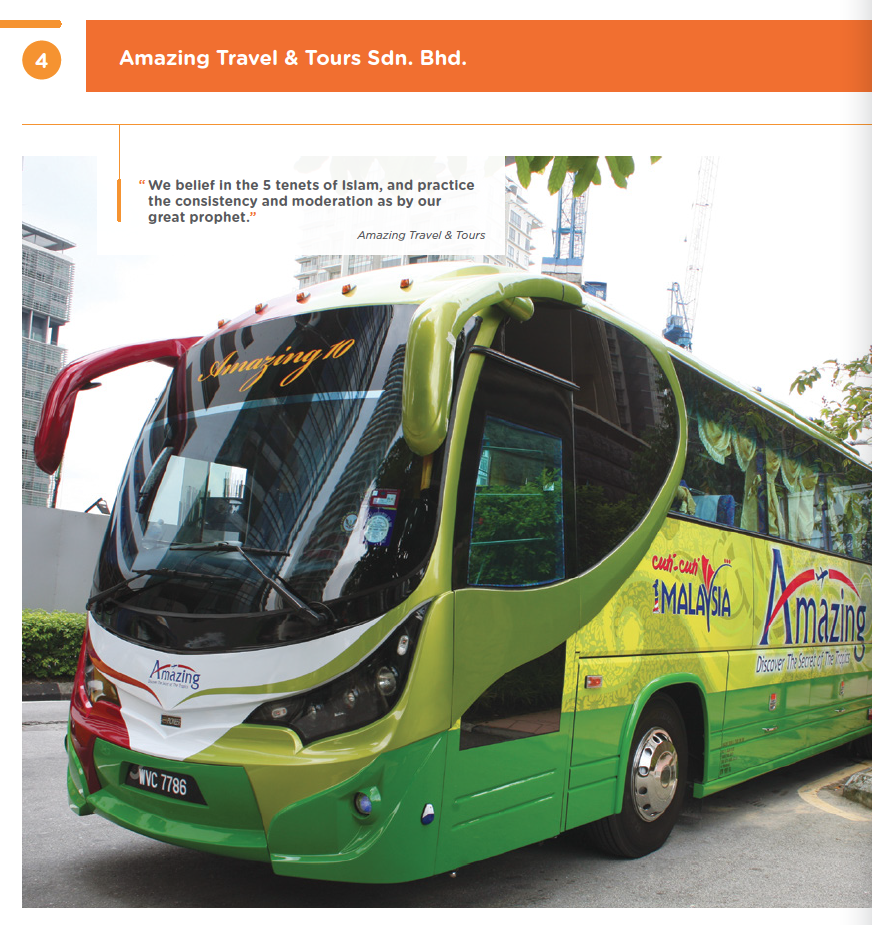 4
Amazing Travel & Tours Sdn. Bhd.
“We belief in the 5 tenets of Islam, and practice
the consistency and moderation as by our
great prophet.”
Amazing Travel & Tours
Amazing 10
cuti-cuti
1MALAYSIA
Amazing
Discover The Secret of The Tropics
Amazing
WVC 7786